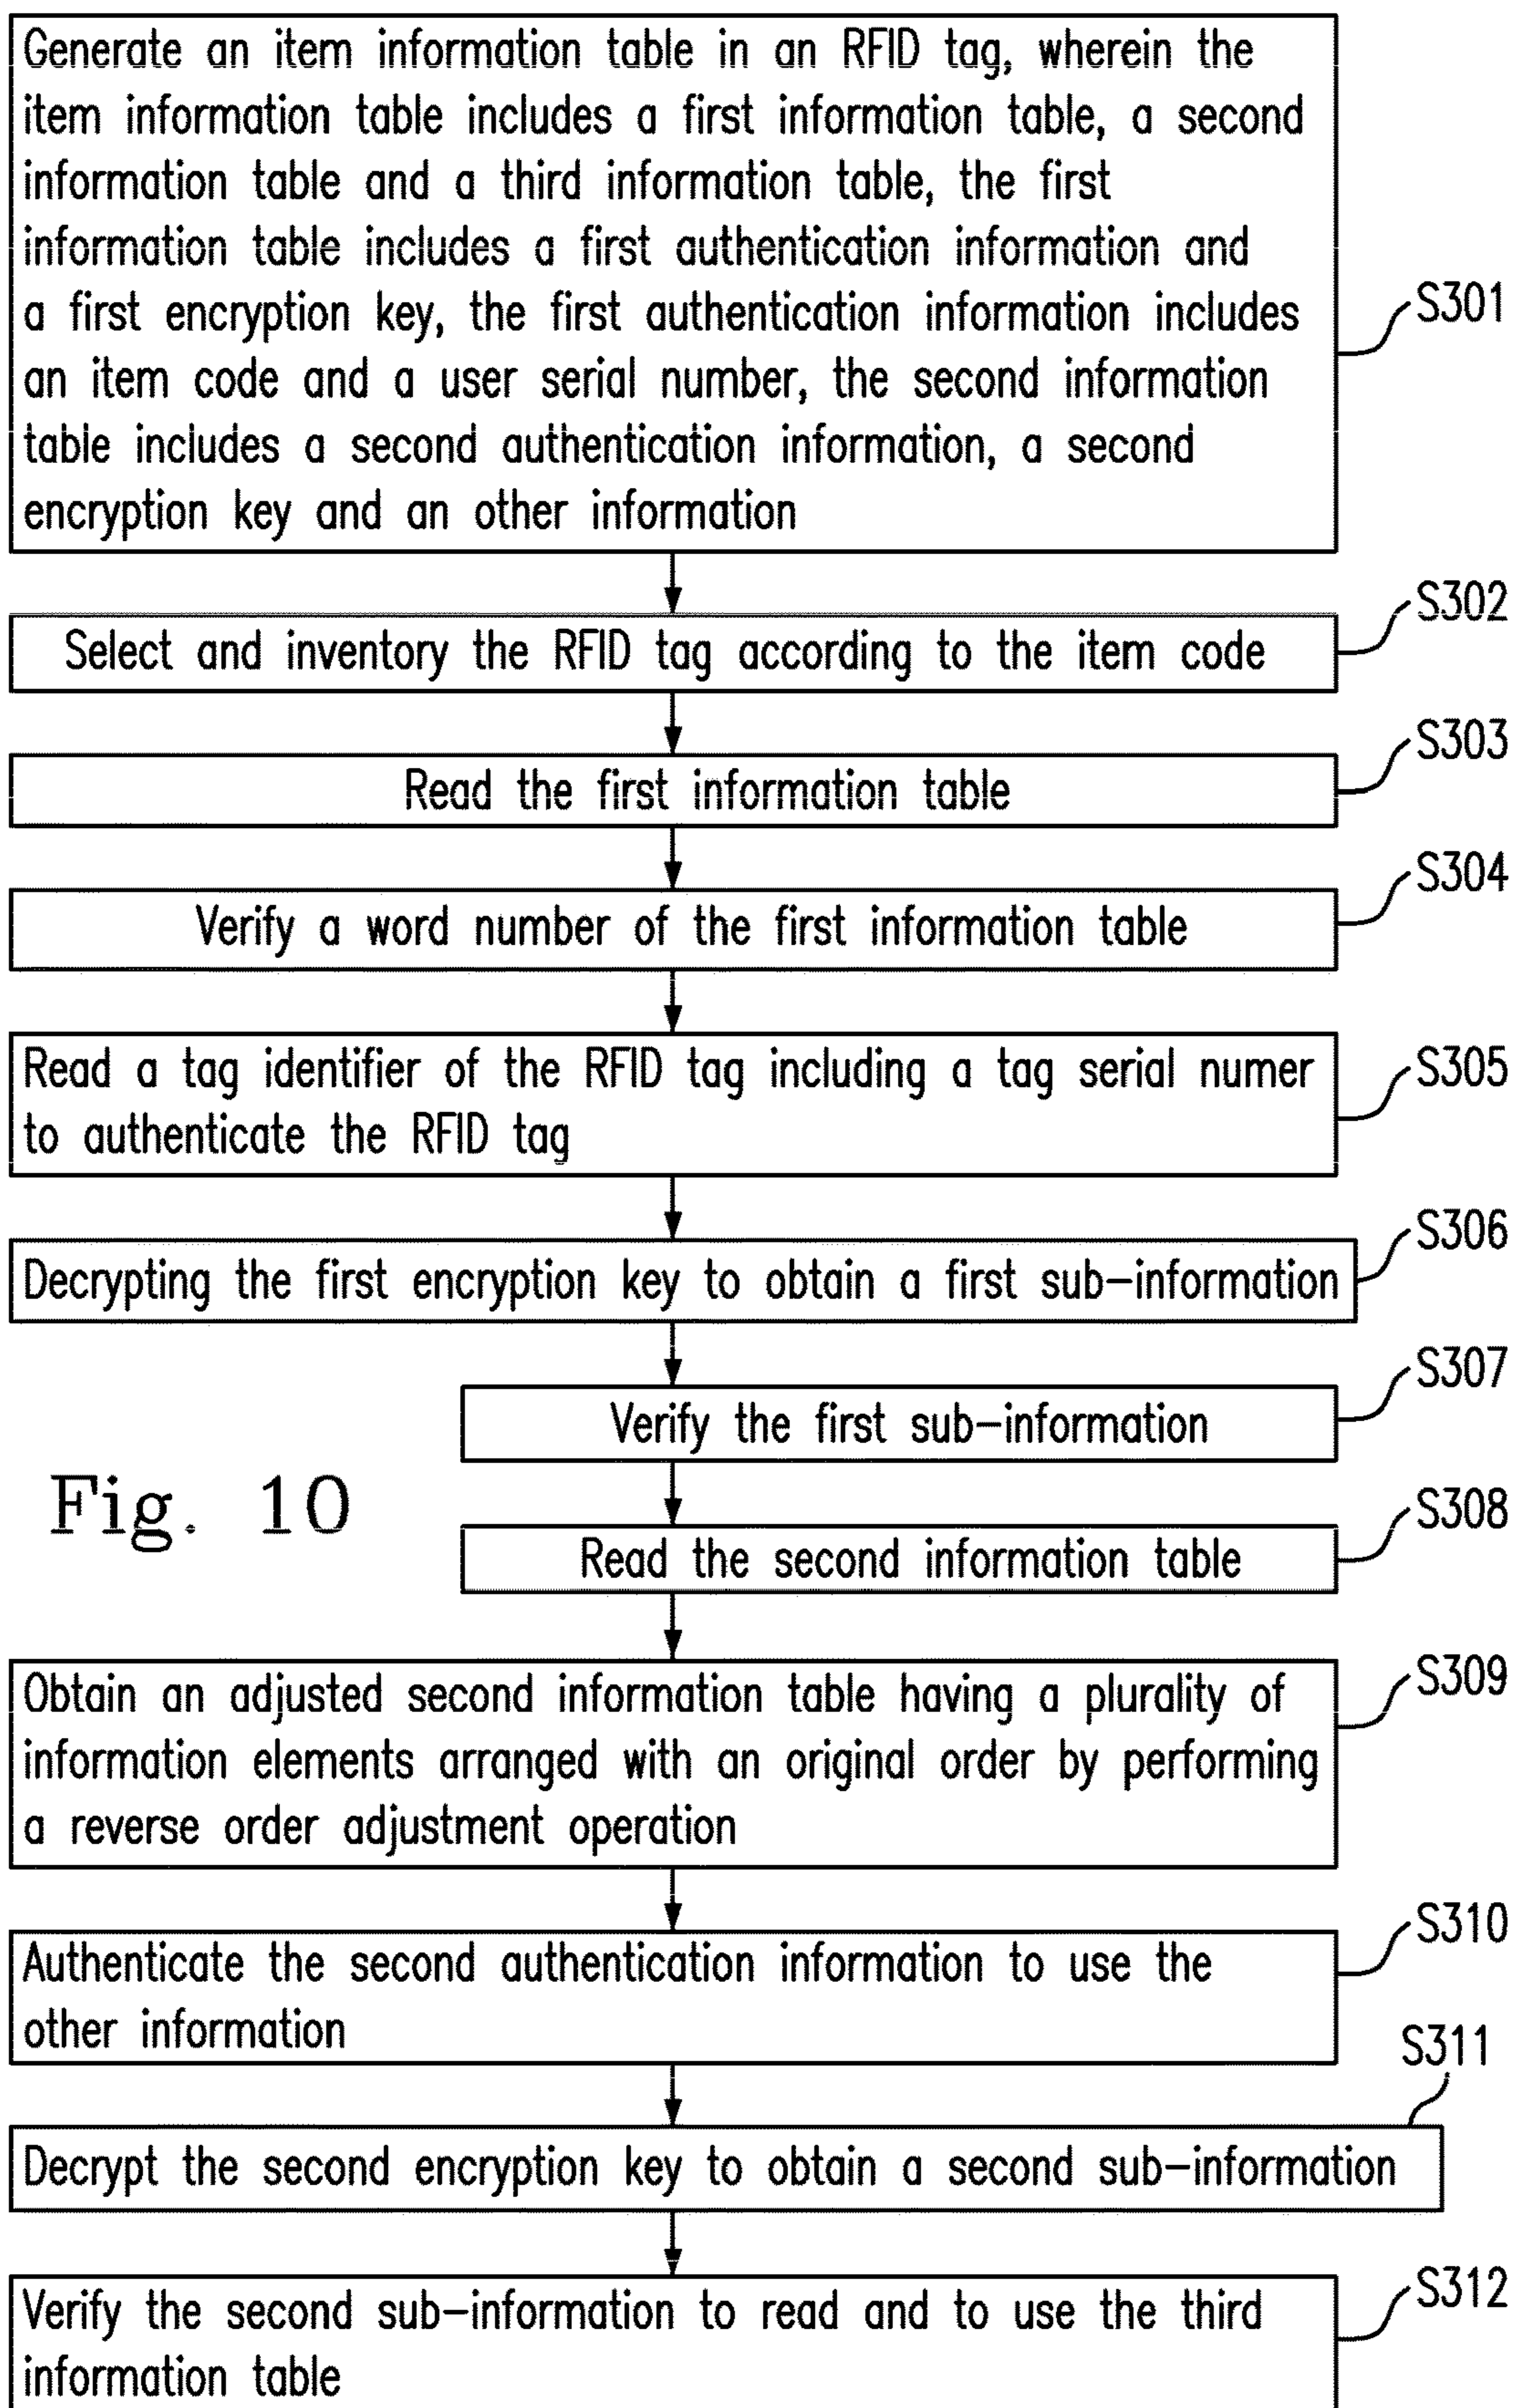 Generate an item information table in an RFID tag, wherein the
item information table includes a first information table, a second
information table and a third information table, the first
information table includes a first authentication information and
a first encryption key, the first authentication information includes
an item code and a user serial number, the second information
table includes a second authentication information, a second
encryption key and an other information
S301
S302
Select and inventory the RFID tag according to the item code
S303
Read the first information table
S304
Verify a word number of the first information table
Read a tag identifier of the RFID tag including a tag serial numer
to authenticate the RFID tag
S305
S306
Decrypting the first encryption key to obtain a first sub-information
S307
Verify the first sub-information
Fig. 10
S308
Read the second information table
Obtain an adjusted second information table having a plurality of
information elements arranged with an original order by performing
a reverse order adjustment operation
S309
S310
Authenticate the second authentication information to use the
other information
S311
Decrypt the second encryption key to obtain a second sub-information
S312
Verify the second sub-information to read and to use the third
information table